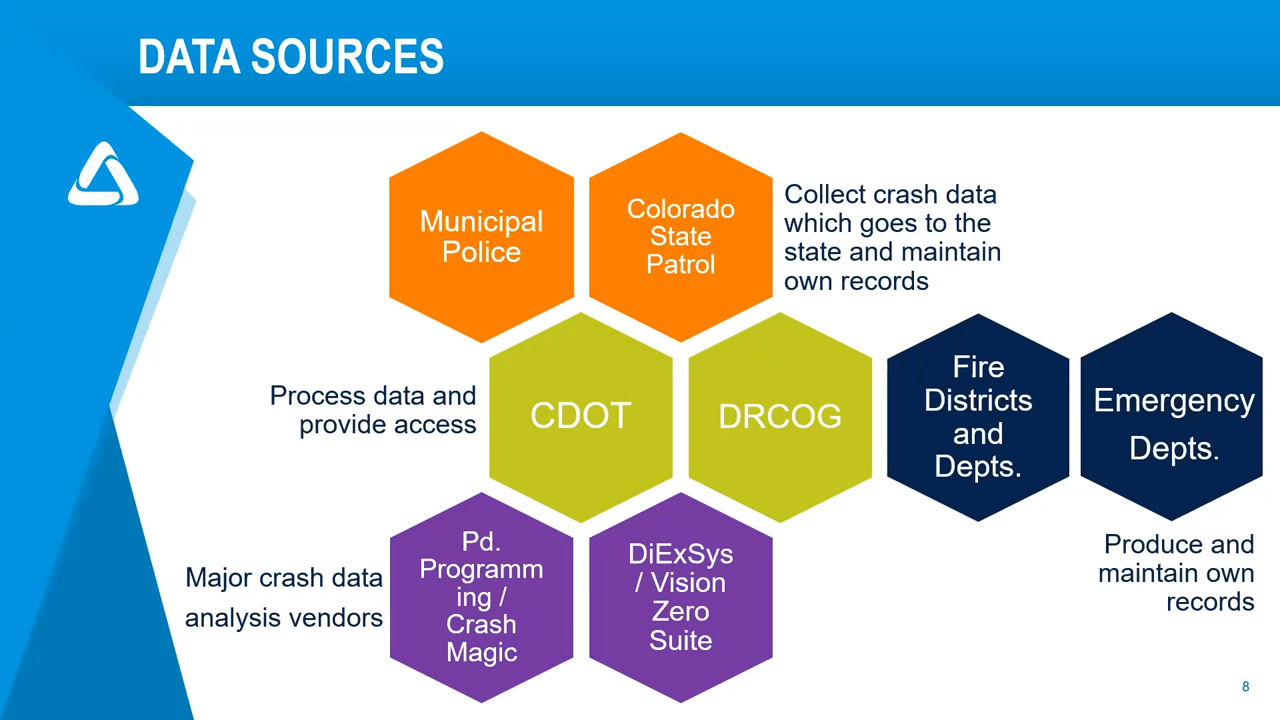 DATA SOURCES
Municipal
Police
Colorado
State
Patrol
Collect crash data
which goes to the
state and maintain
own records
Process data and
provide access
CDOT
DRCOG
Fire
Districts
and
Depts.
Emergency
Depts.
Produce and
maintain own
records
Major crash data
analysis vendors
Pd.
Programm
ing /
Crash
Magic
DiExSys
/ Vision
Zero
Suite
8